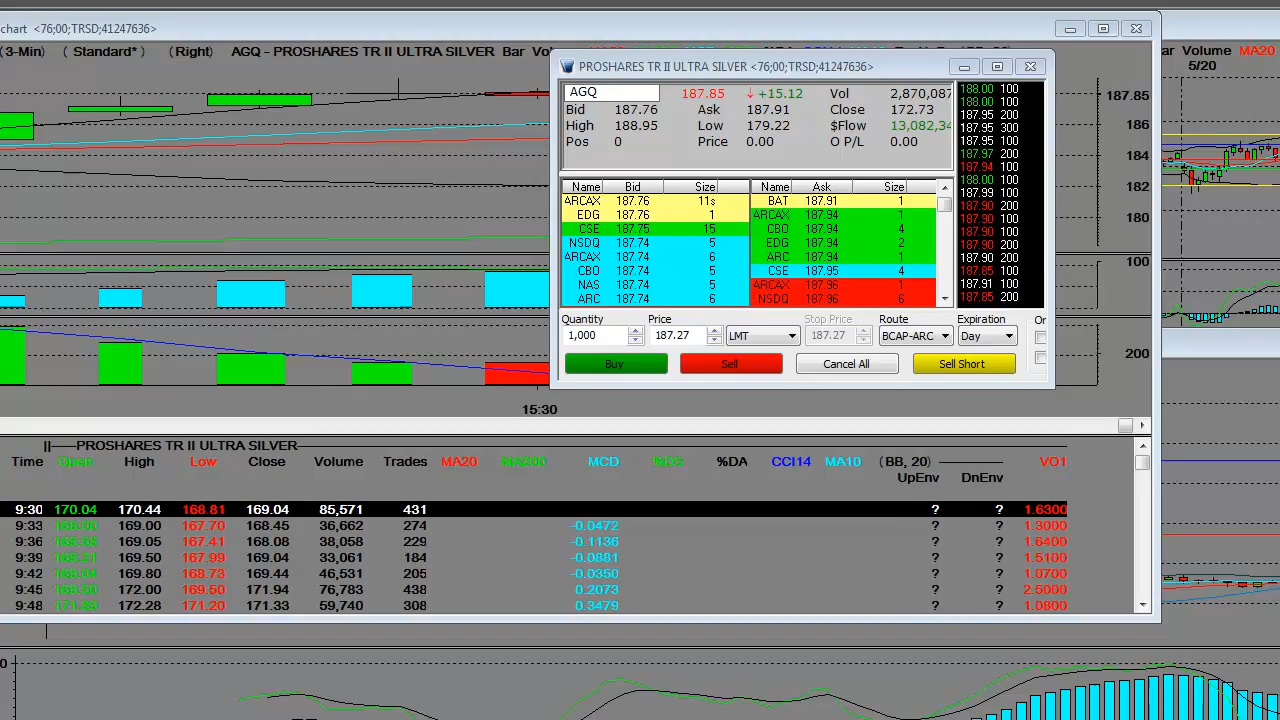 chart <76;00;TRSD;41247636>
(3-Min) ( Standard* ) (Right) AGQ - PROSHARES TR II ULTRA SILVER Bar
ar Volume MA20
5/20
187.85
186
184
182
180
100
200
15:30
PROSHARES TR II ULTRA SILVER <76;00;TRSD;41247636>
AGQ 187.85 ↓ +15.12 Vol 2,870,087
Bid 187.76 Ask 187.91 Close 172.73
High 188.95 Low 179.22 $Flow 13,082,34
Pos 0 Price 0.00 O P/L 0.00
Name Bid Size Name Ask Size
ARCAX 187.76 11s BAT 187.91 1
EDG 187.76 1 ARCAX 187.94 1
CSE 187.75 15 CBO 187.94 4
NSDQ 187.74 5 EDG 187.94 2
ARCAX 187.74 6 ARC 187.94 1
CBO 187.74 5 CSE 187.95 4
NAS 187.74 5 ARCAX 187.96 1
ARC 187.74 6 NSDQ 187.96 6
188.00 100
188.00 100
187.95 200
187.95 300
187.95 100
187.97 200
187.94 100
188.00 100
187.99 100
187.90 200
187.90 100
187.90 100
187.90 200
187.90 200
187.85 100
187.91 100
187.85 200
Quantity Price Stop Price Route Expiration Or
1,000 187.27 LMT 187.27 BCAP-ARC Day
Buy Sell Cancel All Sell Short
PROSHARES TR II ULTRA SILVER
Time Open High Low Close Volume Trades MA20 MA200 MCD %DS %DA CCI14 MA10 (BB, 20) VO1
UpEnv DnEnv
9:30 170.04 170.44 168.81 169.04 85,571 431 ? ? 1.6300
9:33 169.00 167.70 168.45 36,662 274 -0.0472 ? ? 1.3000
9:36 169.05 167.41 168.08 38,058 229 -0.1136 ? ? 1.6400
9:39 169.50 167.99 169.04 33,061 184 -0.0881 ? ? 1.5100
9:42 169.80 168.73 169.44 46,531 205 -0.0350 ? ? 1.0700
9:45 172.00 169.50 171.94 76,783 438 0.2073 ? ? 2.5000
9:48 172.28 171.20 171.33 59,740 308 0.3479 ? ? 1.0800
0